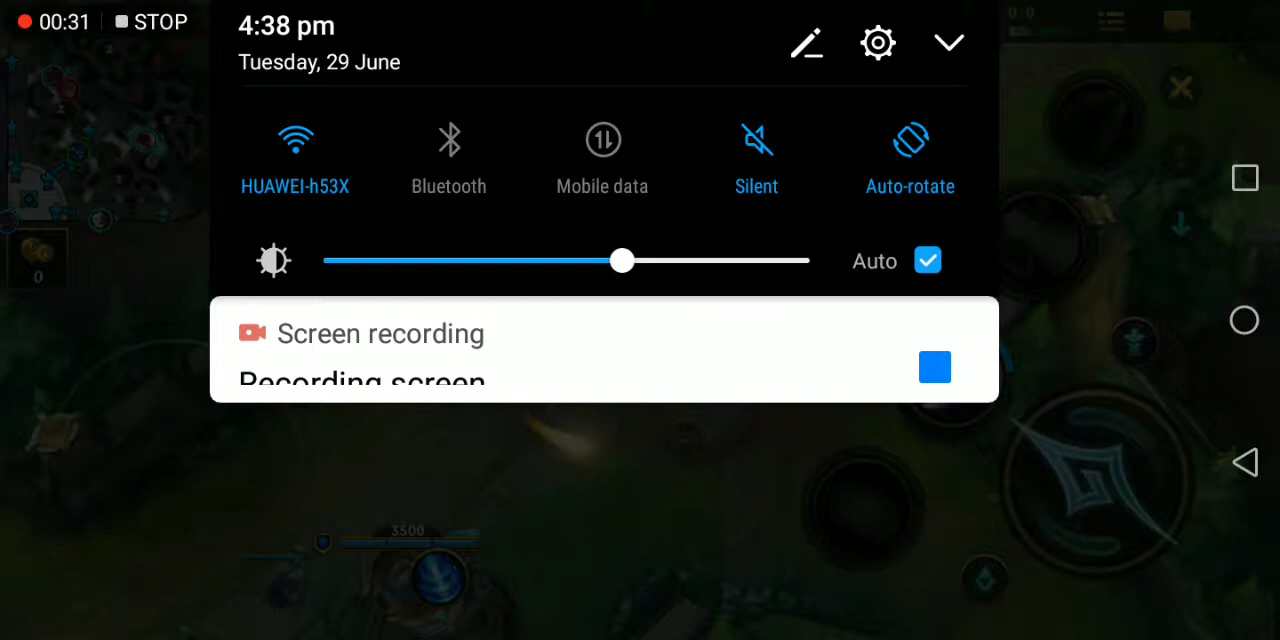 00:31 STOP
4:38 pm
Tuesday, 29 June
HUAWEI-h53X
Bluetooth
Mobile data
Silent
Auto-rotate
Auto
Screen recording
Recording screen
0
3500